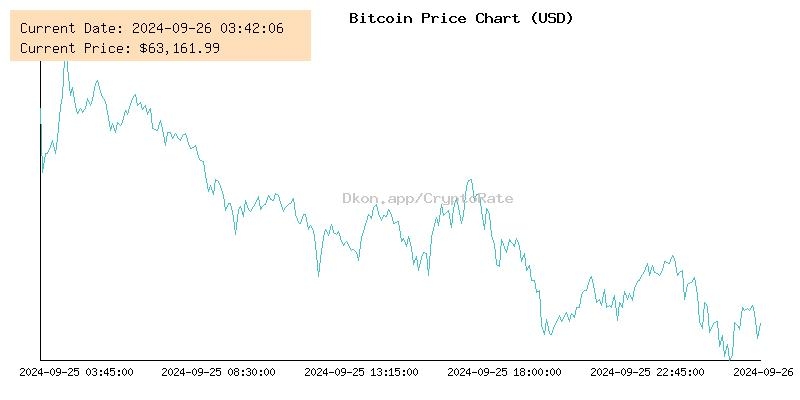 Bitcoin Price Chart (USD)
Current Date: 2024-09-26 03:42:06
Current Price: $63,161.99
Dkon.app/CryptoRate
2024-09-25 03:45:00 2024-09-25 08:30:00 2024-09-25 13:15:00 2024-09-25 18:00:00 2024-09-25 22:45:00 2024-09-26